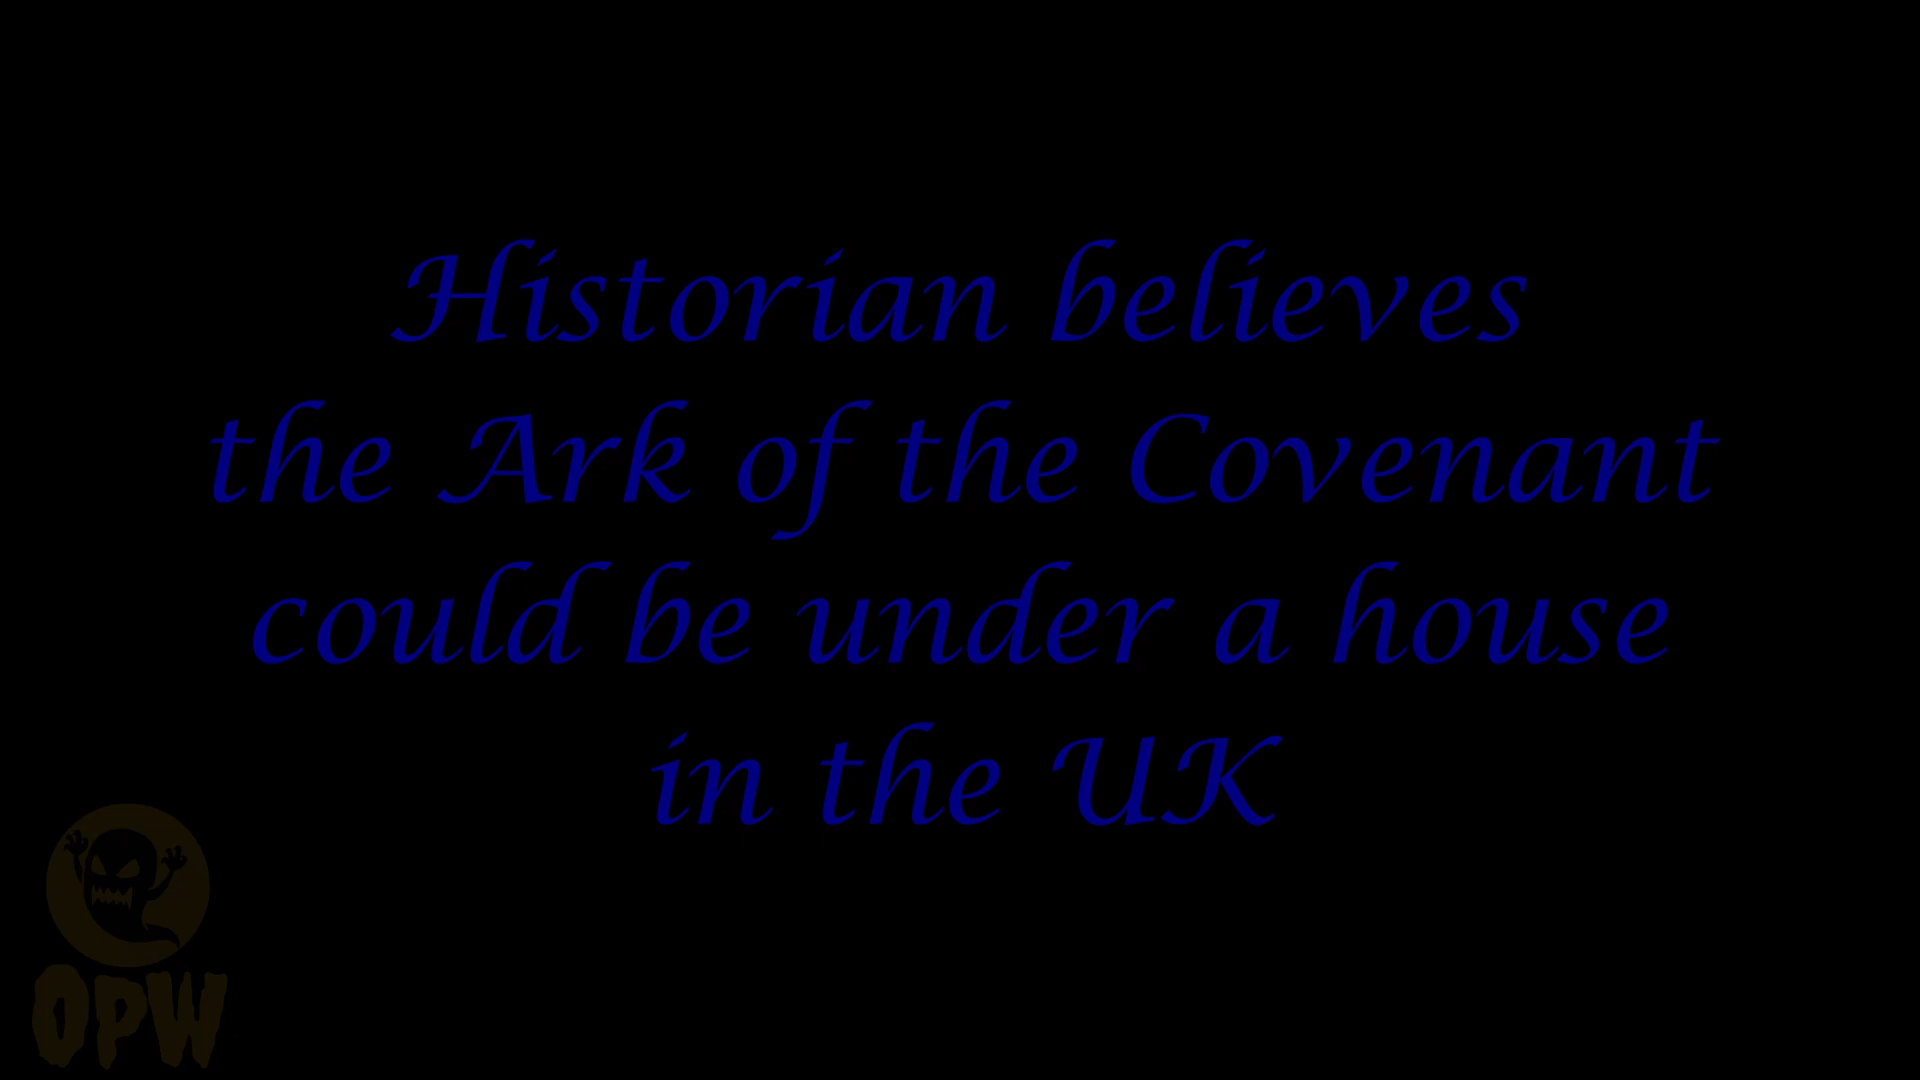 Historian believes
the Ark of the Covenant
could be under a house
in the UK
OPW